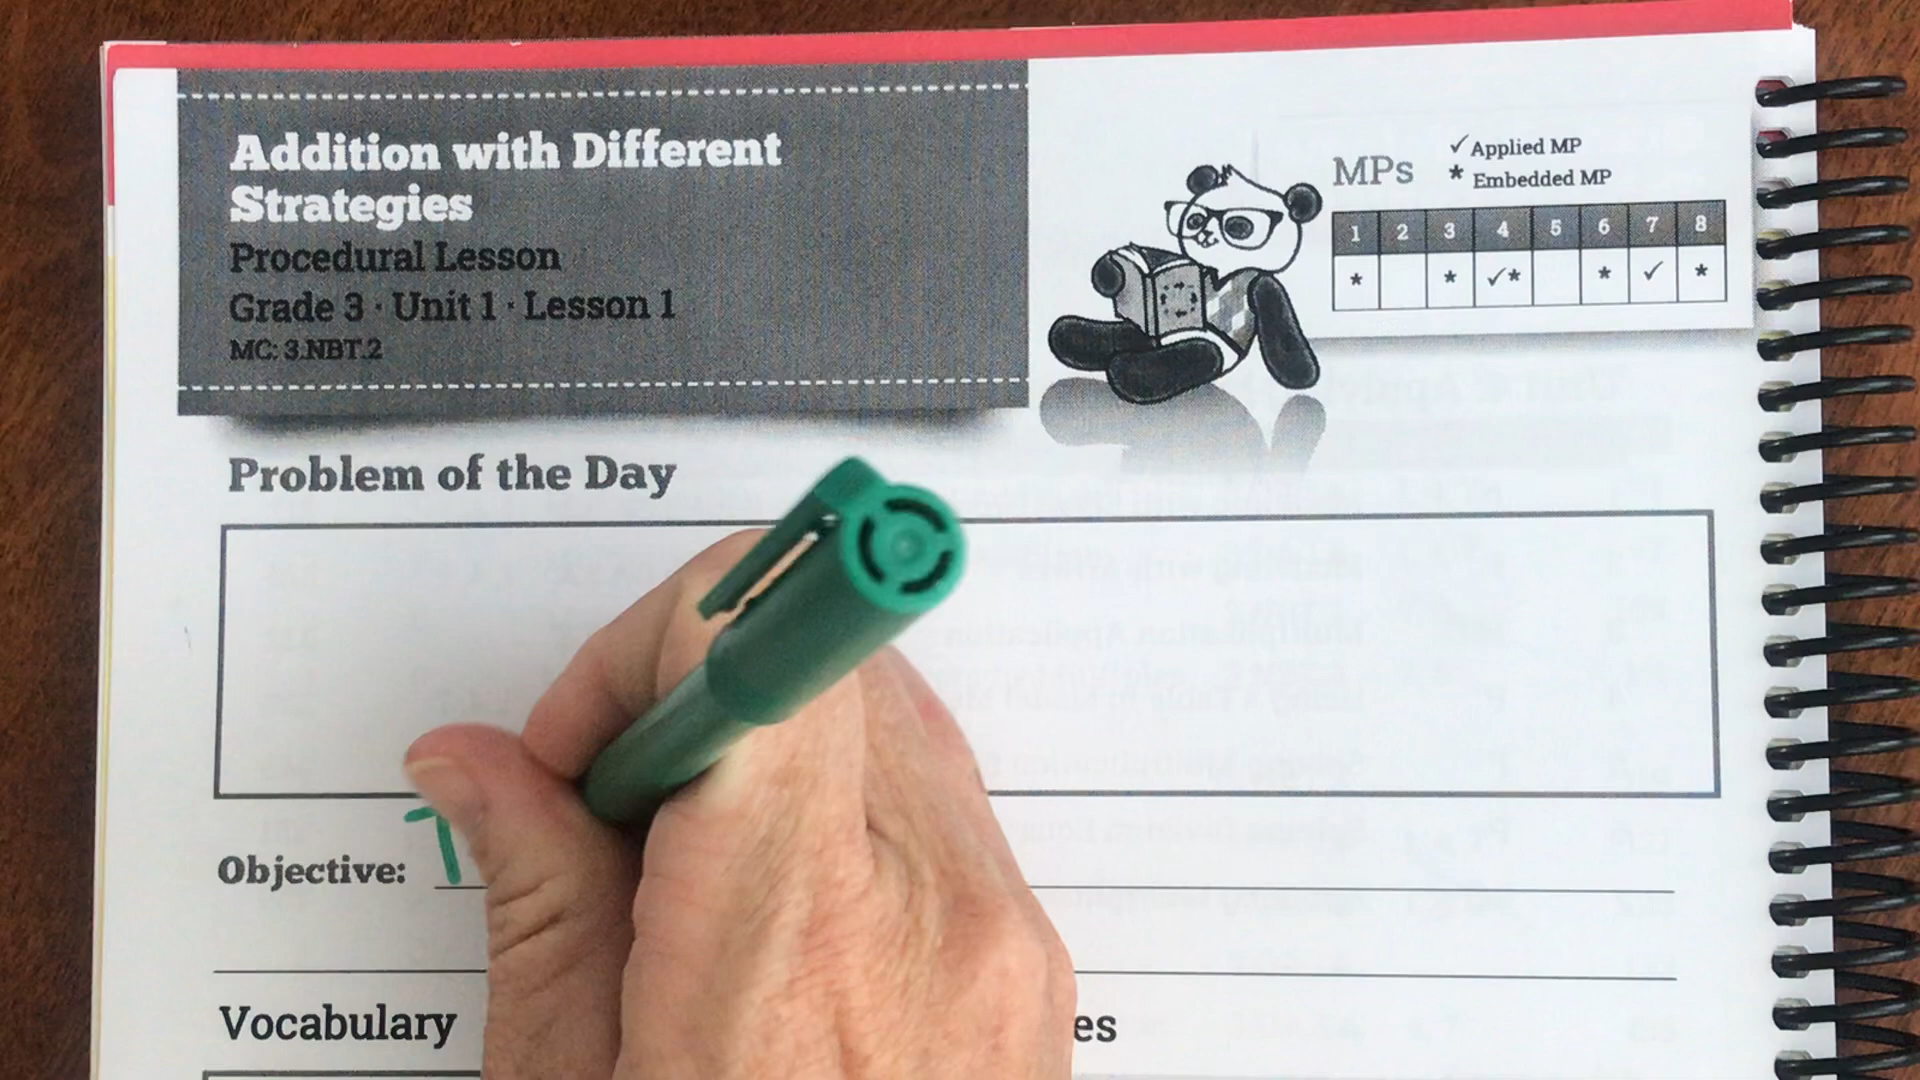 Addition with Different
Strategies
Procedural Lesson
Grade 3 · Unit 1 · Lesson 1
MC: 3.NBT.2
MPs
✓ Applied MP
* Embedded MP
1 2 3 4 5 6 7 8
* * ✓* * ✓ *
Problem of the Day
Objective: T
Vocabulary
es